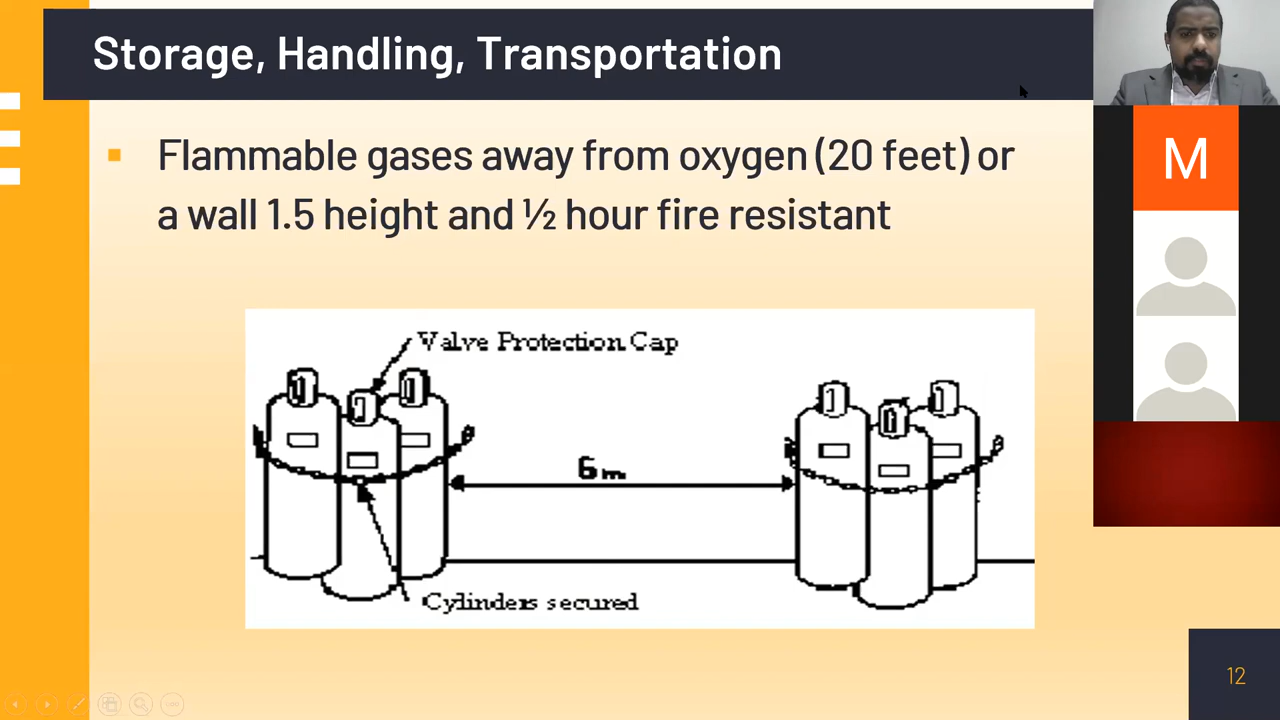 Storage, Handling, Transportation
Flammable gases away from oxygen (20 feet) or
a wall 1.5 height and ½ hour fire resistant
Valve Protection Cap
6m
Cylinders secured
M
12